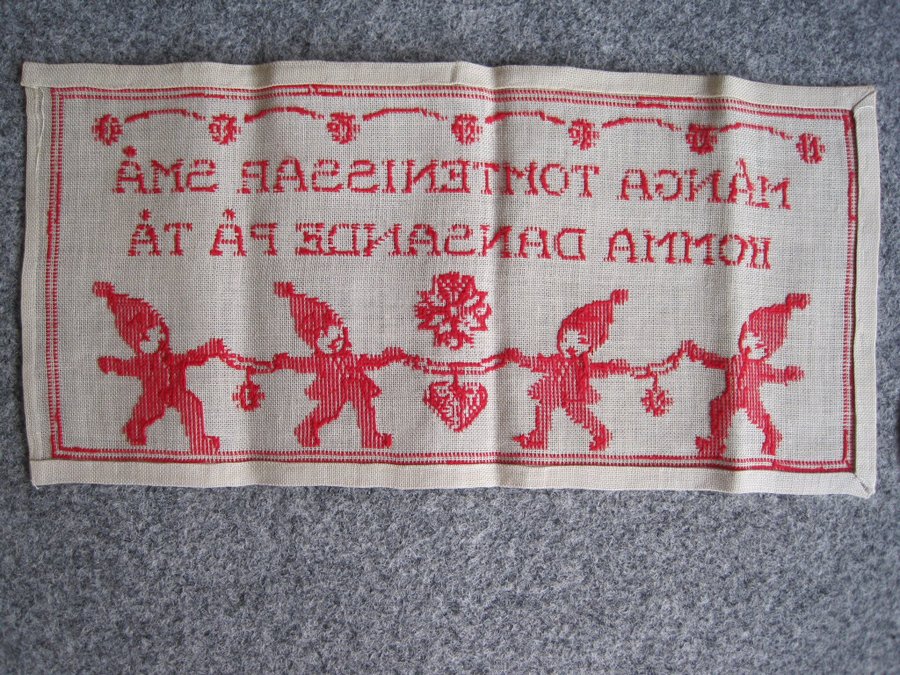 MÅNGA TOMTENISSAR SMÅ
KOMMA DANSANDE PÅ TÅ